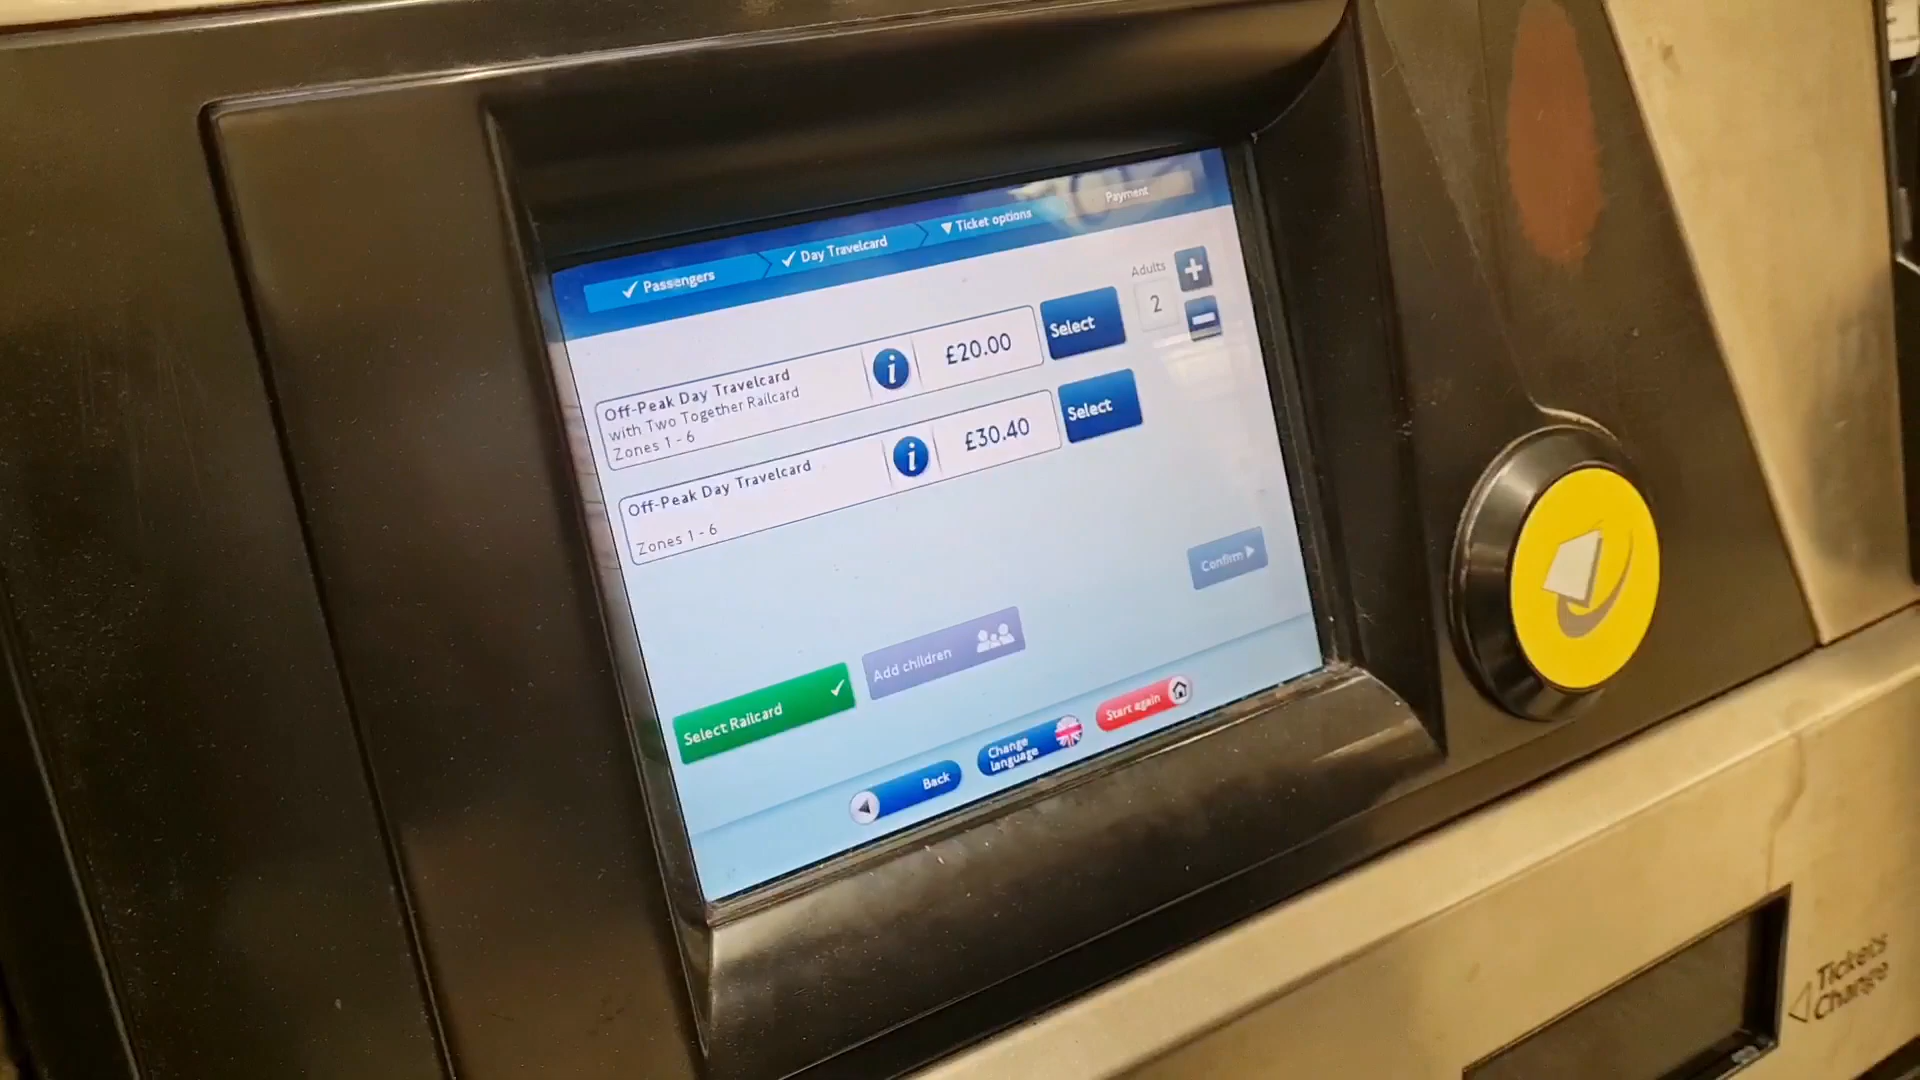 Passengers
Day Travelcard
Ticket options
Payment
Adults
2
Off-Peak Day Travelcard
with Two Together Railcard
Zones 1 - 6
i
£20.00
Select
Off-Peak Day Travelcard
Zones 1 - 6
i
£30.40
Select
Confirm
Select Railcard
Add children
Back
Change
language
Start again
Tickets
Change